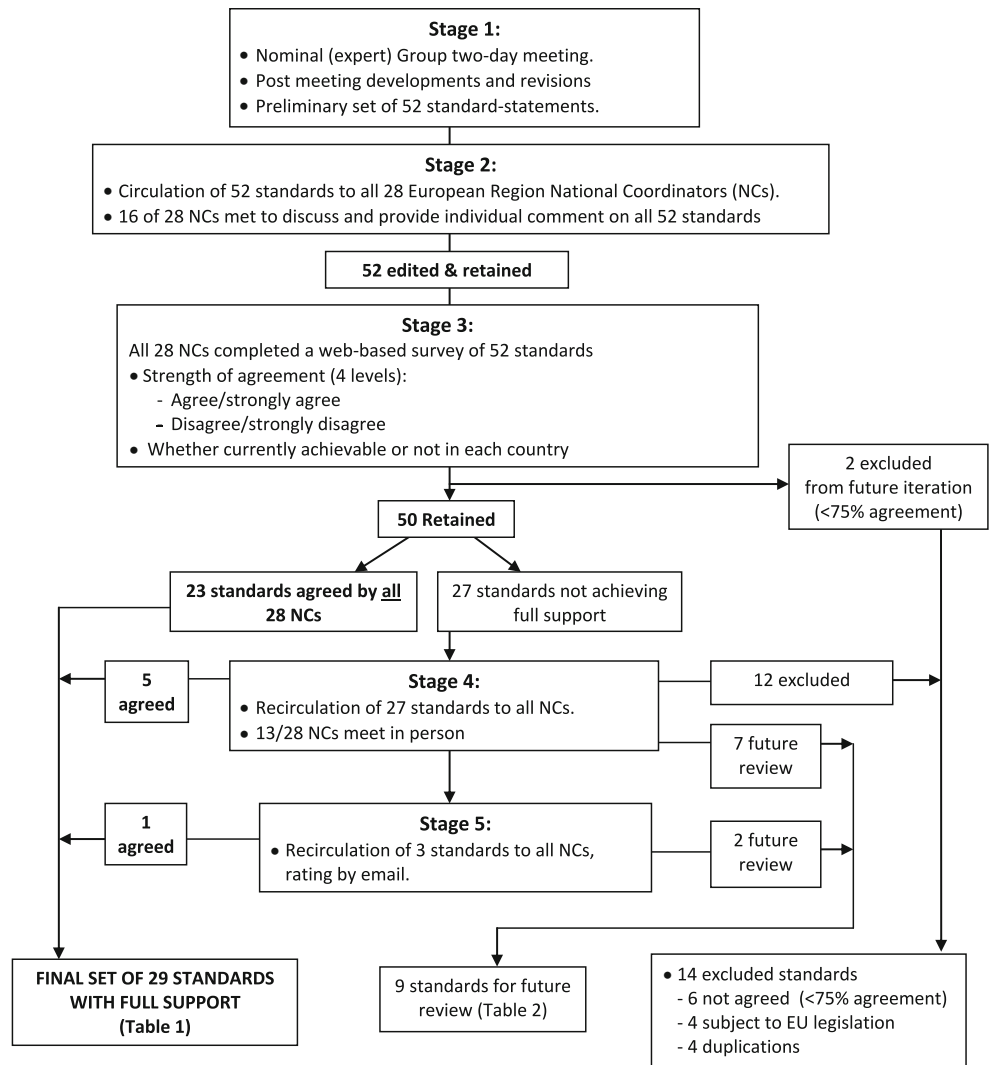 Stage 1:
● Nominal (expert) Group two-day meeting.
● Post meeting developments and revisions
● Preliminary set of 52 standard-statements.
Stage 2:
● Circulation of 52 standards to all 28 European Region National Coordinators (NCs).
● 16 of 28 NCs met to discuss and provide individual comment on all 52 standards
52 edited & retained
Stage 3:
All 28 NCs completed a web-based survey of 52 standards
● Strength of agreement (4 levels):
- Agree/strongly agree
- Disagree/strongly disagree
● Whether currently achievable or not in each country
2 excluded
from future iteration
(<75% agreement)
50 Retained
23 standards agreed by all
28 NCs
27 standards not achieving
full support
5
agreed
Stage 4:
● Recirculation of 27 standards to all NCs.
● 13/28 NCs meet in person
12 excluded
7 future
review
1
agreed
Stage 5:
● Recirculation of 3 standards to all NCs,
rating by email.
2 future
review
FINAL SET OF 29 STANDARDS
WITH FULL SUPPORT
(Table 1)
9 standards for future
review (Table 2)
● 14 excluded standards
- 6 not agreed (<75% agreement)
- 4 subject to EU legislation
- 4 duplications